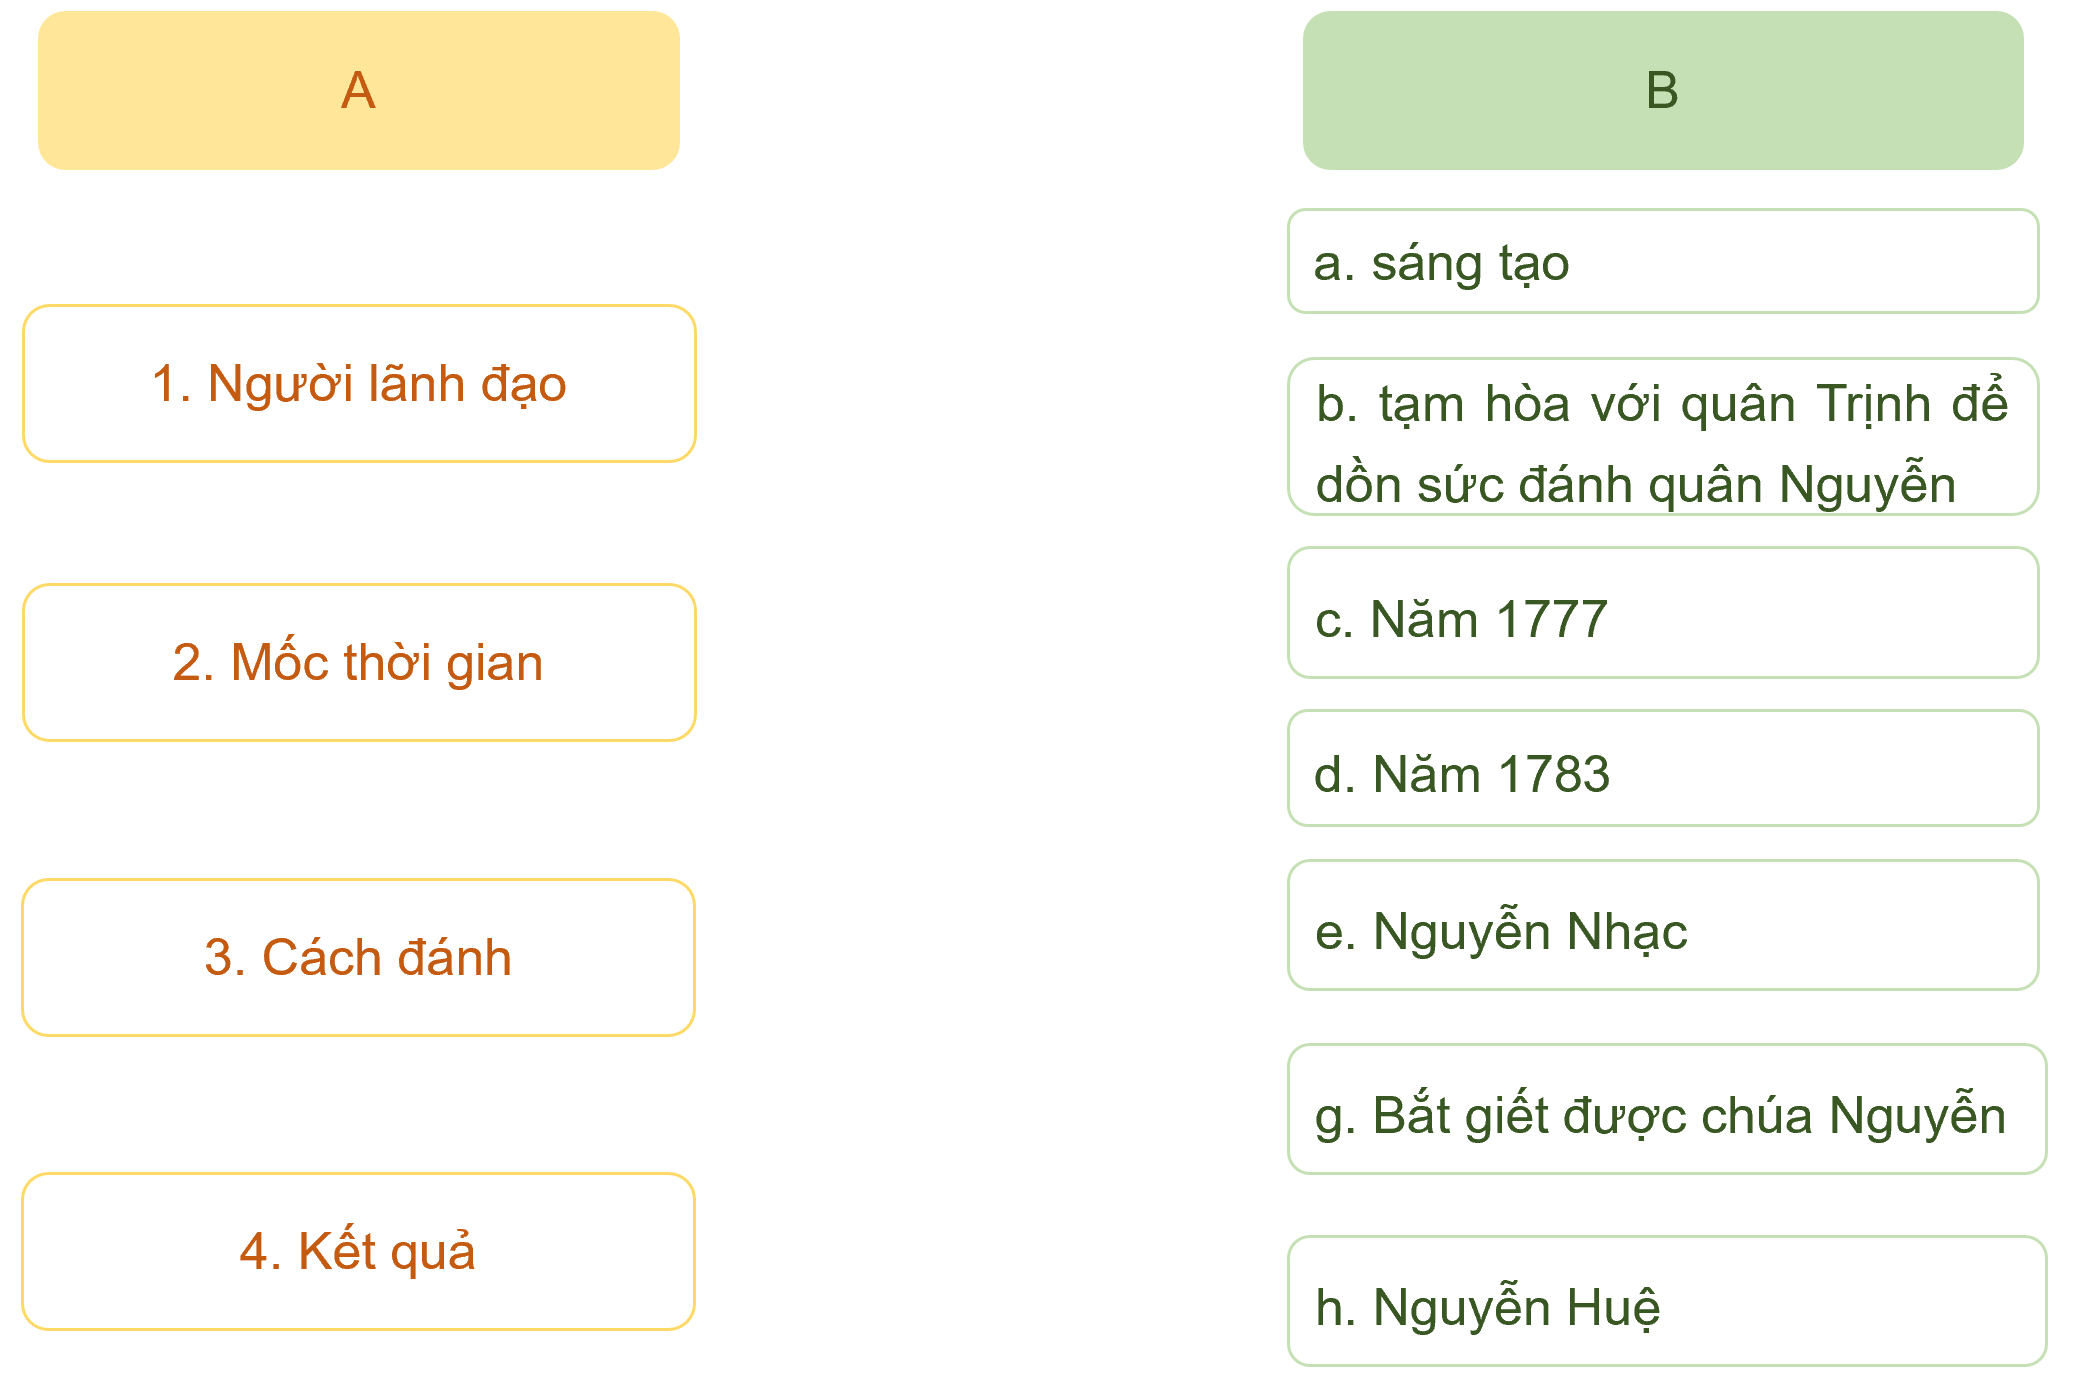 A
1. Người lãnh đạo
2. Mốc thời gian
3. Cách đánh
4. Kết quả
B
a. sáng tạo
b. tạm hòa với quân Trịnh để
dồn sức đánh quân Nguyễn
c. Năm 1777
d. Năm 1783
e. Nguyễn Nhạc
g. Bắt giết được chúa Nguyễn
h. Nguyễn Huệ